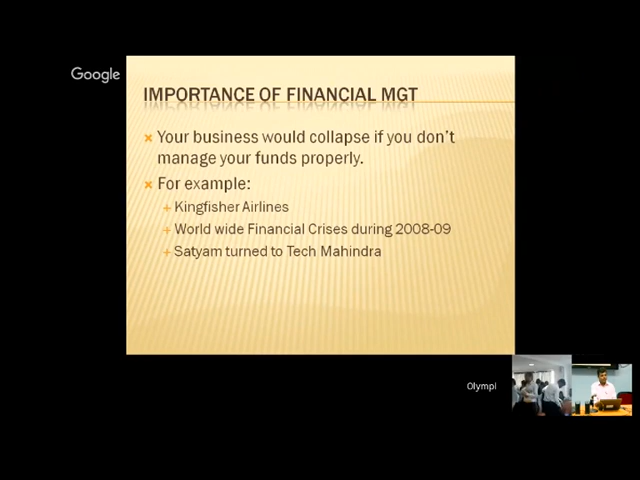 Google
IMPORTANCE OF FINANCIAL MGT
Your business would collapse if you don't
manage your funds properly.
For example:
Kingfisher Airlines
World wide Financial Crises during 2008-09
Satyam turned to Tech Mahindra
Olympi